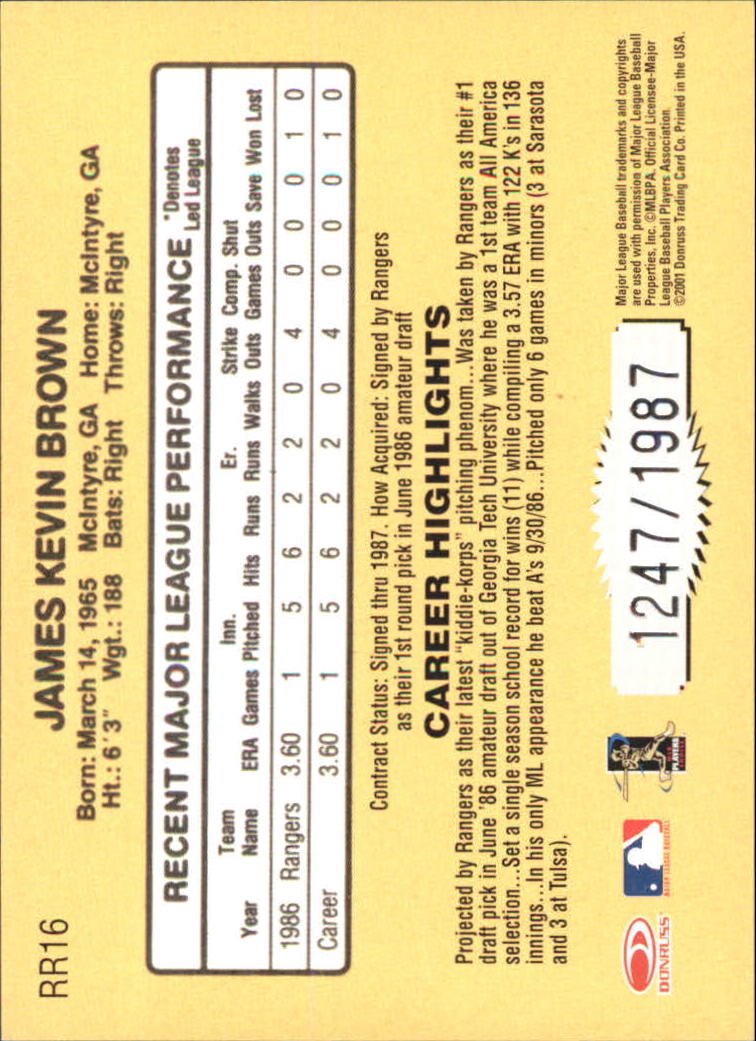 RR16
JAMES KEVIN BROWN
Born: March 14, 1965 McIntyre, GA Home: McIntyre, GA
Ht.: 6'3" Wgt.: 188 Bats: Right Throws: Right
RECENT MAJOR LEAGUE PERFORMANCE *Denotes Led League
Team Inn. Er. Strike Comp. Shut
Year Name ERA Games Pitched Hits Runs Runs Walks Outs Games Outs Save Won Lost
1986 Rangers 3.60 1 5 6 2 2 0 4 0 0 0 1 0
Career 3.60 1 5 6 2 2 0 4 0 0 0 1 0
Contract Status: Signed thru 1987. How Acquired: Signed by Rangers
as their 1st round pick in June 1986 amateur draft
CAREER HIGHLIGHTS
Projected by Rangers as their latest "kiddie-korps" pitching phenom...Was taken by Rangers as their #1
draft pick in June '86 amateur draft out of Georgia Tech University where he was a 1st team All America
selection...Set a single season school record for wins (11) while compiling a 3.57 ERA with 122 K's in 136
innings...In his only ML appearance he beat A's 9/30/86...Pitched only 6 games in minors (3 at Sarasota
and 3 at Tulsa).
DONRUSS
MAJOR LEAGUE BASEBALL
PLAYERS
1247/1987
Major League Baseball trademarks and copyrights
are used with permission of Major League Baseball
Properties, Inc. ©MLBPA. Official Licensee-Major
League Baseball Players Association.
©2001 Donruss Trading Card Co. Printed in the USA.